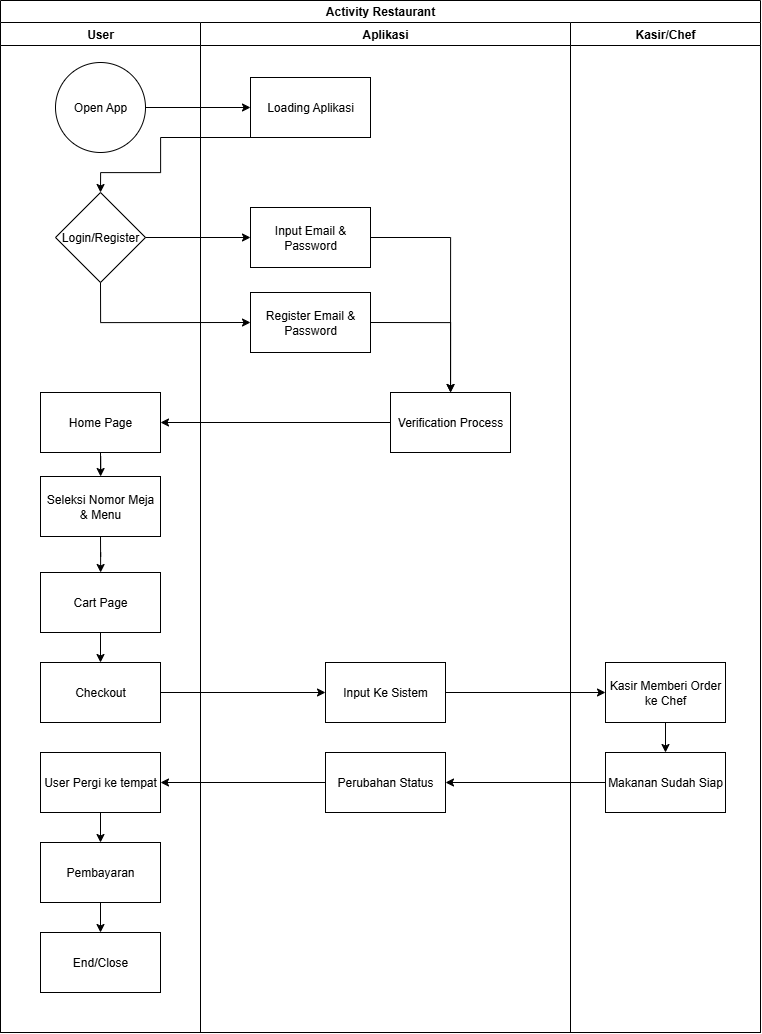 Activity Restaurant
User
Aplikasi
Kasir/Chef
Open App
Loading Aplikasi
Login/Register
Input Email &
Password
Register Email &
Password
Home Page
Verification Process
Seleksi Nomor Meja
& Menu
Cart Page
Checkout
Input Ke Sistem
Kasir Memberi Order
ke Chef
User Pergi ke tempat
Perubahan Status
Makanan Sudah Siap
Pembayaran
End/Close